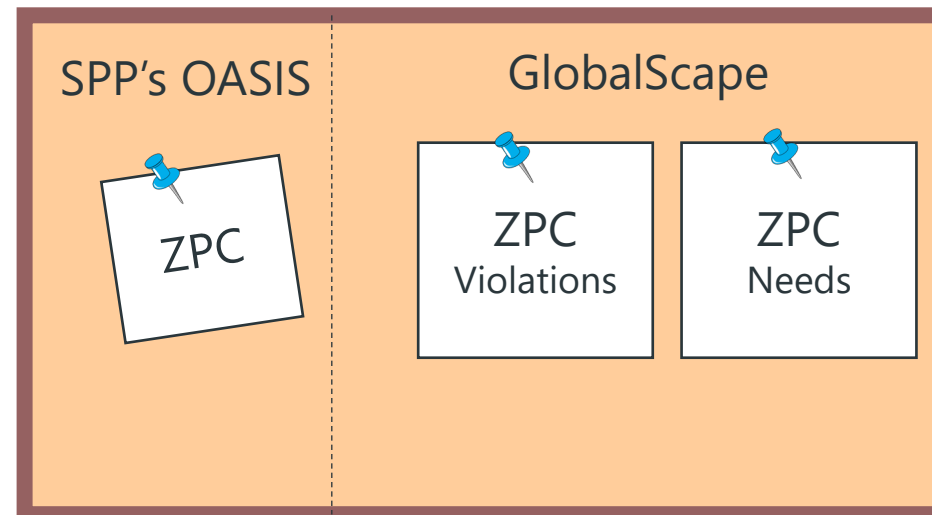 SPP's OASIS
GlobalScape
ZPC
ZPC
Violations
ZPC
Needs